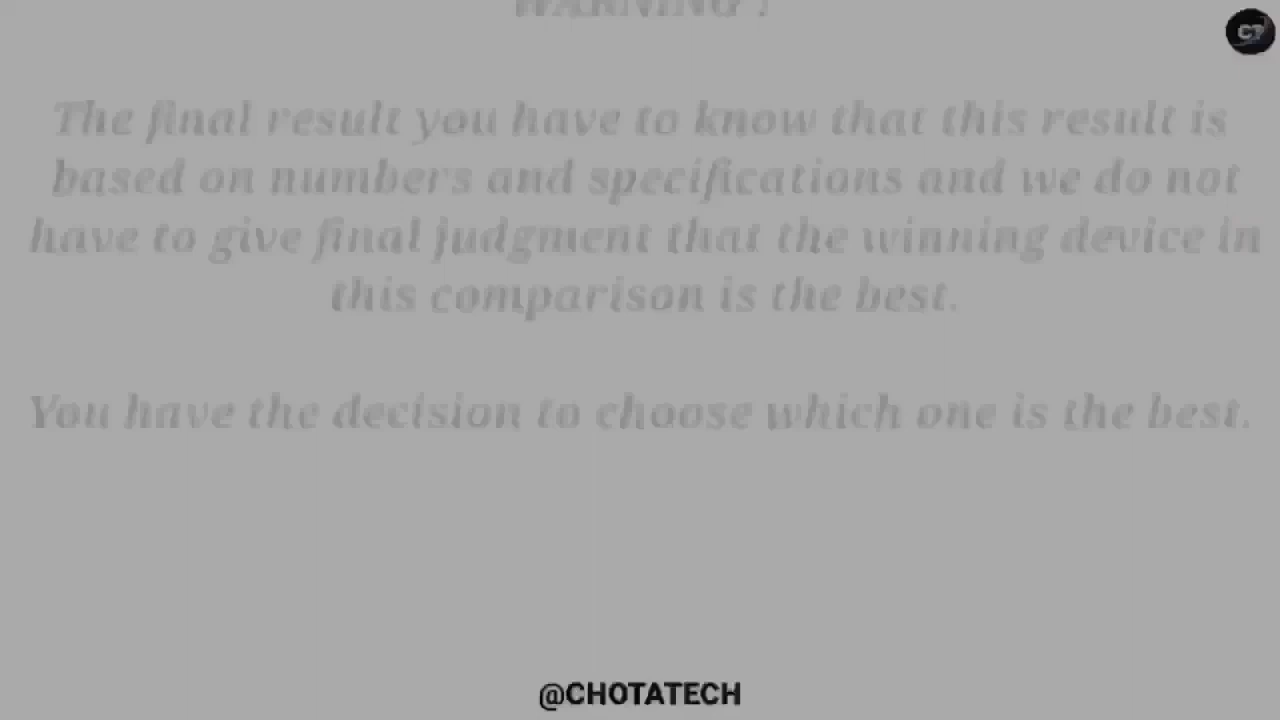 WARNING !
The final result you have to know that this result is
based on numbers and specifications and we do not
have to give final judgment that the winning device in
this comparison is the best.
You have the decision to choose which one is the best.
@CHOTATECH
CT